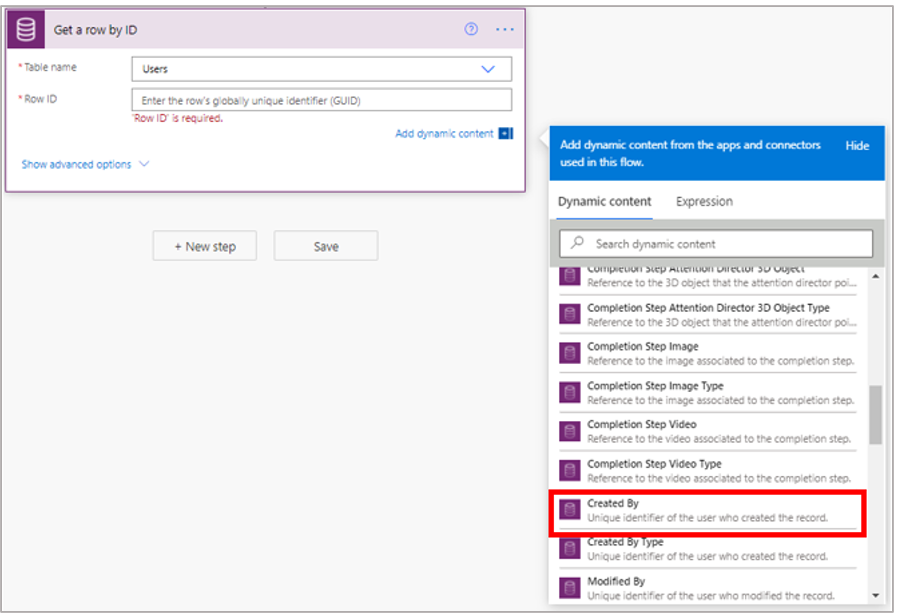 Get a row by ID
* Table name
Users
* Row ID
Enter the row's globally unique identifier (GUID)
'Row ID' is required.
Add dynamic content
Show advanced options
+ New step
Save
Add dynamic content from the apps and connectors
used in this flow.
Hide
Dynamic content
Expression
Search dynamic content
Completion Step Attention Director 3D Object
Reference to the 3D object that the attention director poi...
Completion Step Attention Director 3D Object Type
Reference to the 3D object that the attention director poi...
Completion Step Image
Reference to the image associated to the completion step.
Completion Step Image Type
Reference to the image associated to the completion step.
Completion Step Video
Reference to the video associated to the completion step.
Completion Step Video Type
Reference to the video associated to the completion step.
Created By
Unique identifier of the user who created the record.
Created By Type
Unique identifier of the user who created the record.
Modified By
Unique identifier of the user who modified the record.